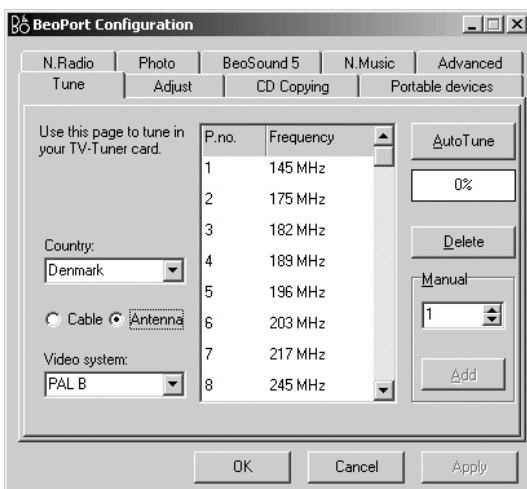 BeoPort Configuration
N.Radio Photo BeoSound 5 N.Music Advanced
Tune Adjust CD Copying Portable devices
Use this page to tune in
your TV-Tuner card.
Country:
Denmark
Cable Antenna
Video system:
PAL B
P.no. Frequency
1 145 MHz
2 175 MHz
3 182 MHz
4 189 MHz
5 196 MHz
6 203 MHz
7 217 MHz
8 245 MHz
AutoTune
0%
Delete
Manual
1
Add
OK Cancel Apply